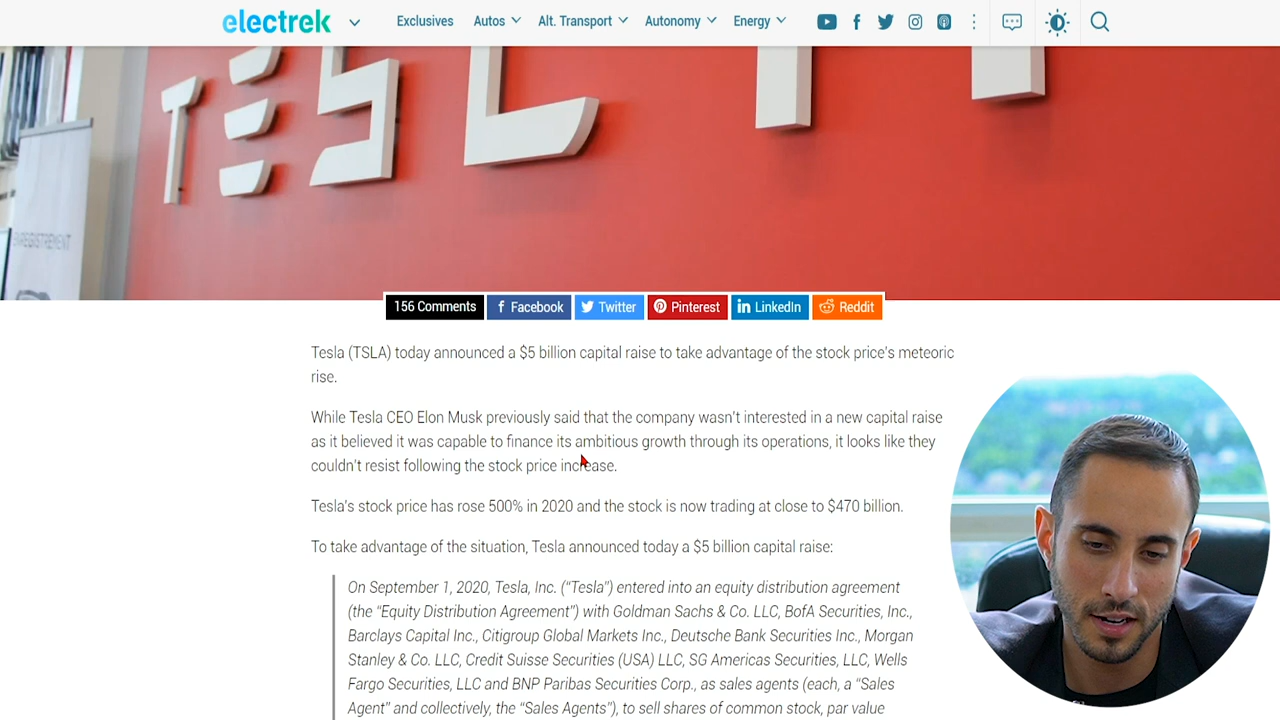 electrek
Exclusives Autos Alt. Transport Autonomy Energy
TESLA
156 Comments Facebook Twitter Pinterest LinkedIn Reddit
Tesla (TSLA) today announced a $5 billion capital raise to take advantage of the stock price's meteoric
rise.
While Tesla CEO Elon Musk previously said that the company wasn't interested in a new capital raise
as it believed it was capable to finance its ambitious growth through its operations, it looks like they
couldn't resist following the stock price increase.
Tesla's stock price has rose 500% in 2020 and the stock is now trading at close to $470 billion.
To take advantage of the situation, Tesla announced today a $5 billion capital raise:
On September 1, 2020, Tesla, Inc. ("Tesla") entered into an equity distribution agreement
(the "Equity Distribution Agreement") with Goldman Sachs & Co. LLC, BofA Securities, Inc.,
Barclays Capital Inc., Citigroup Global Markets Inc., Deutsche Bank Securities Inc., Morgan
Stanley & Co. LLC, Credit Suisse Securities (USA) LLC, SG Americas Securities, LLC, Wells
Fargo Securities, LLC and BNP Paribas Securities Corp., as sales agents (each, a "Sales
Agent" and collectively, the "Sales Agents"), to sell shares of common stock, par value